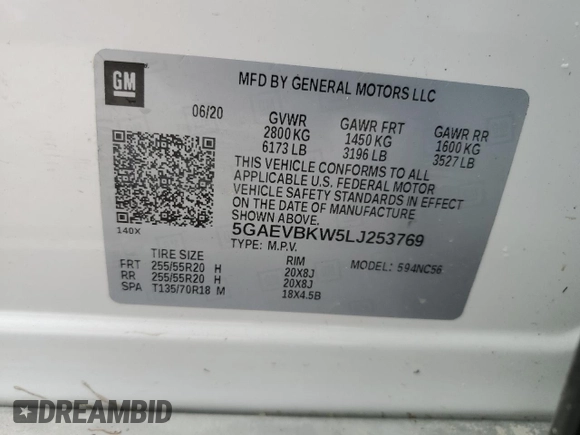 GM
MFD BY GENERAL MOTORS LLC
06/20 GVWR GAWR FRT GAWR RR
2800 KG 1450 KG 1600 KG
6173 LB 3196 LB 3527 LB
THIS VEHICLE CONFORMS TO ALL
APPLICABLE U.S. FEDERAL MOTOR
VEHICLE SAFETY STANDARDS IN EFFECT
ON THE DATE OF MANUFACTURE
SHOWN ABOVE.
140X 5GAEVBKW5LJ253769
TYPE: M.P.V. MODEL: 594NC56
TIRE SIZE RIM
FRT 255/55R20 H 20X8J
RR 255/55R20 H 20X8J
SPA T135/70R18 M 18X4.5B
DREAMBID